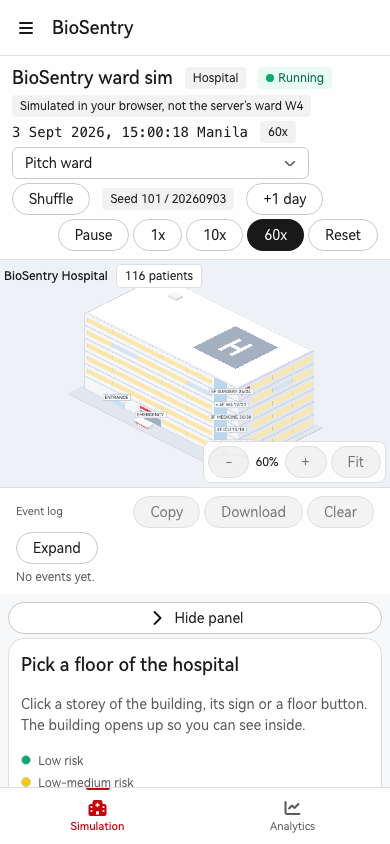 BioSentry
BioSentry ward sim Hospital Running
Simulated in your browser, not the server's ward W4
3 Sept 2026, 15:00:18 Manila 60x
Pitch ward
Shuffle Seed 101 / 20260903 +1 day
Pause 1x 10x 60x Reset
BioSentry Hospital 116 patients
H
ENTRANCE
EMERGENCY
- 60% + Fit
Event log Copy Download Clear
Expand
No events yet.
Hide panel
Pick a floor of the hospital
Click a storey of the building, its sign or a floor button.
The building opens up so you can see inside.
Low risk
Low-medium risk
Simulation Analytics